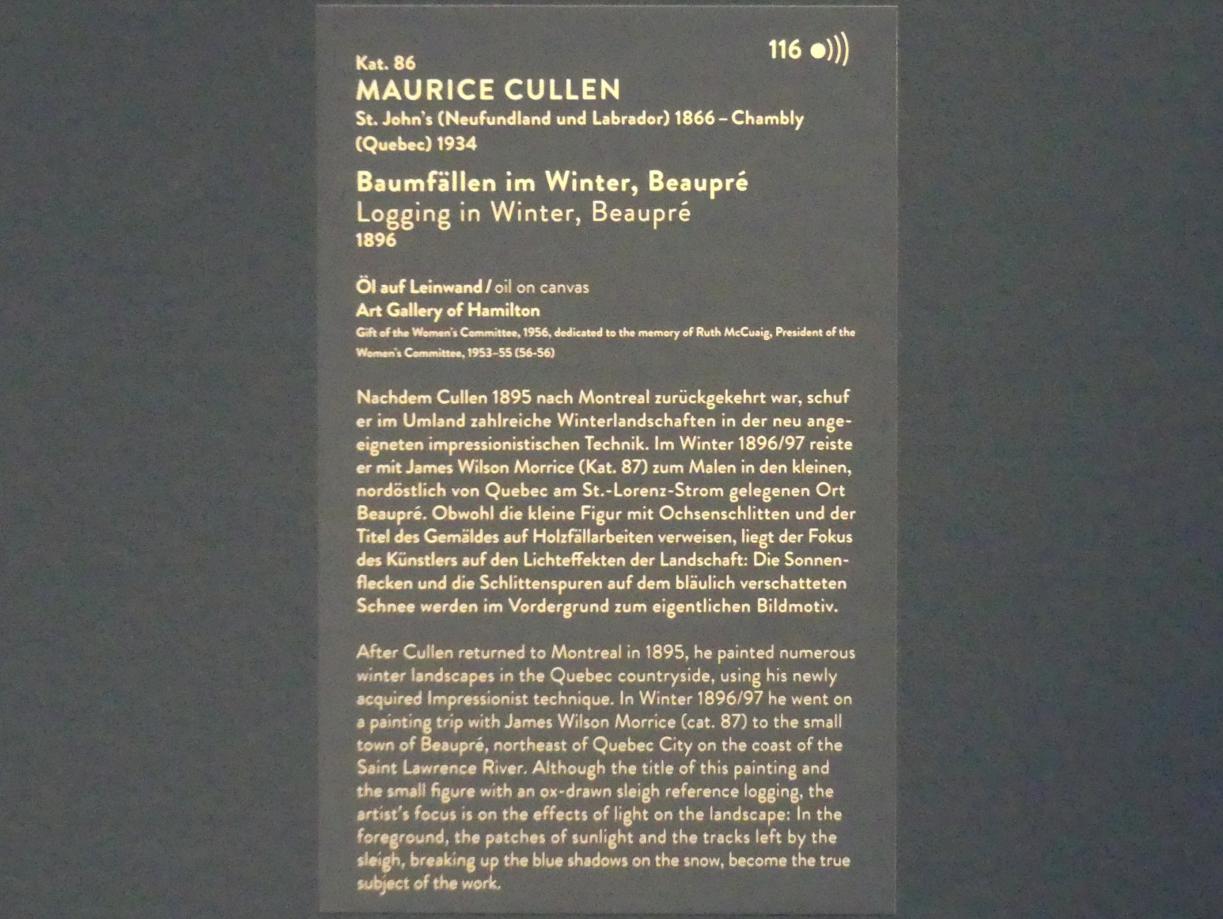 116
Kat. 86
MAURICE CULLEN
St. John's (Neufundland und Labrador) 1866 – Chambly
(Quebec) 1934
Baumfällen im Winter, Beaupré
Logging in Winter, Beaupré
1896
Öl auf Leinwand / oil on canvas
Art Gallery of Hamilton
Gift of the Women's Committee, 1956, dedicated to the memory of Ruth McCuaig, President of the
Women's Committee, 1953–55 (56-56)
Nachdem Cullen 1895 nach Montreal zurückgekehrt war, schuf
er im Umland zahlreiche Winterlandschaften in der neu ange-
eigneten impressionistischen Technik. Im Winter 1896/97 reiste
er mit James Wilson Morrice (Kat. 87) zum Malen in den kleinen,
nordöstlich von Quebec am St.-Lorenz-Strom gelegenen Ort
Beaupré. Obwohl die kleine Figur mit Ochsenschlitten und der
Titel des Gemäldes auf Holzfällarbeiten verweisen, liegt der Fokus
des Künstlers auf den Lichteffekten der Landschaft: Die Sonnen-
flecken und die Schlittenspuren auf dem bläulich verschatteten
Schnee werden im Vordergrund zum eigentlichen Bildmotiv.
After Cullen returned to Montreal in 1895, he painted numerous
winter landscapes in the Quebec countryside, using his newly
acquired Impressionist technique. In Winter 1896/97 he went on
a painting trip with James Wilson Morrice (cat. 87) to the small
town of Beaupré, northeast of Quebec City on the coast of the
Saint Lawrence River. Although the title of this painting and
the small figure with an ox-drawn sleigh reference logging, the
artist's focus is on the effects of light on the landscape: In the
foreground, the patches of sunlight and the tracks left by the
sleigh, breaking up the blue shadows on the snow, become the true
subject of the work.